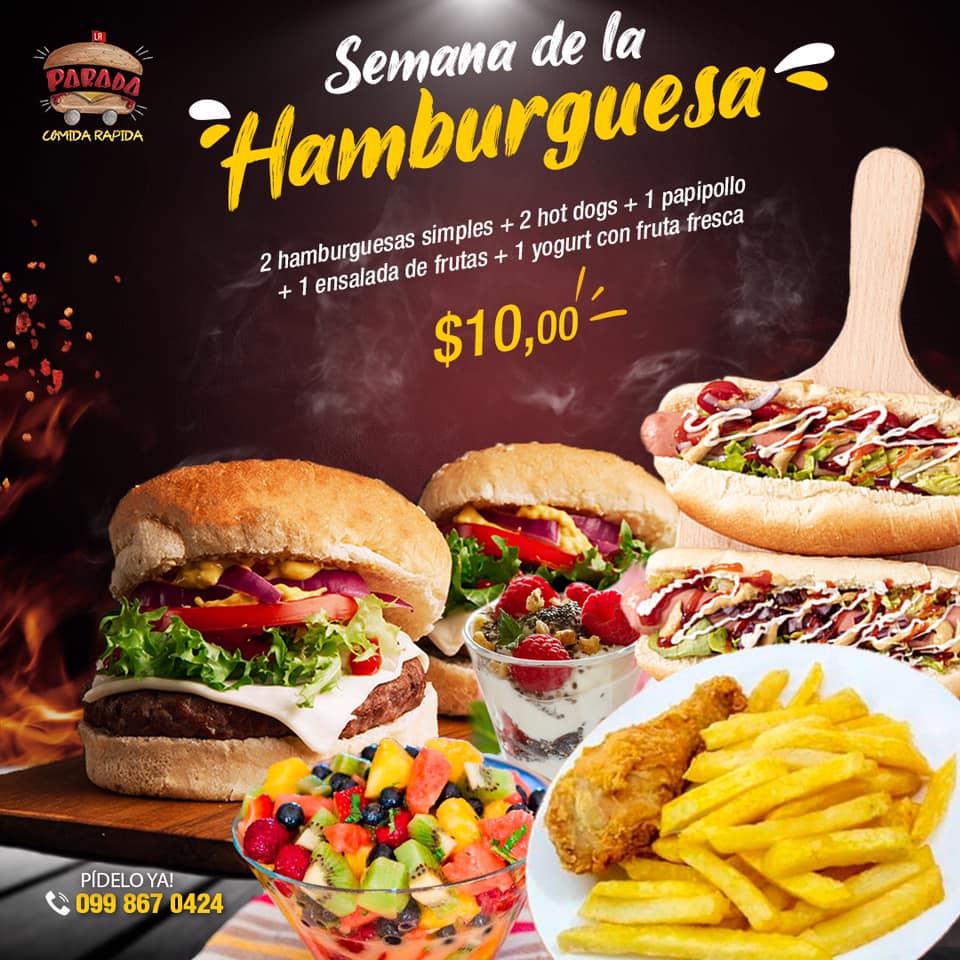 LA
PARADA
COMIDA RAPIDA
Semana de la
Hamburguesa
2 hamburguesas simples + 2 hot dogs + 1 papipollo
+ 1 ensalada de frutas + 1 yogurt con fruta fresca
$10,00
PÍDELO YA!
099 867 0424